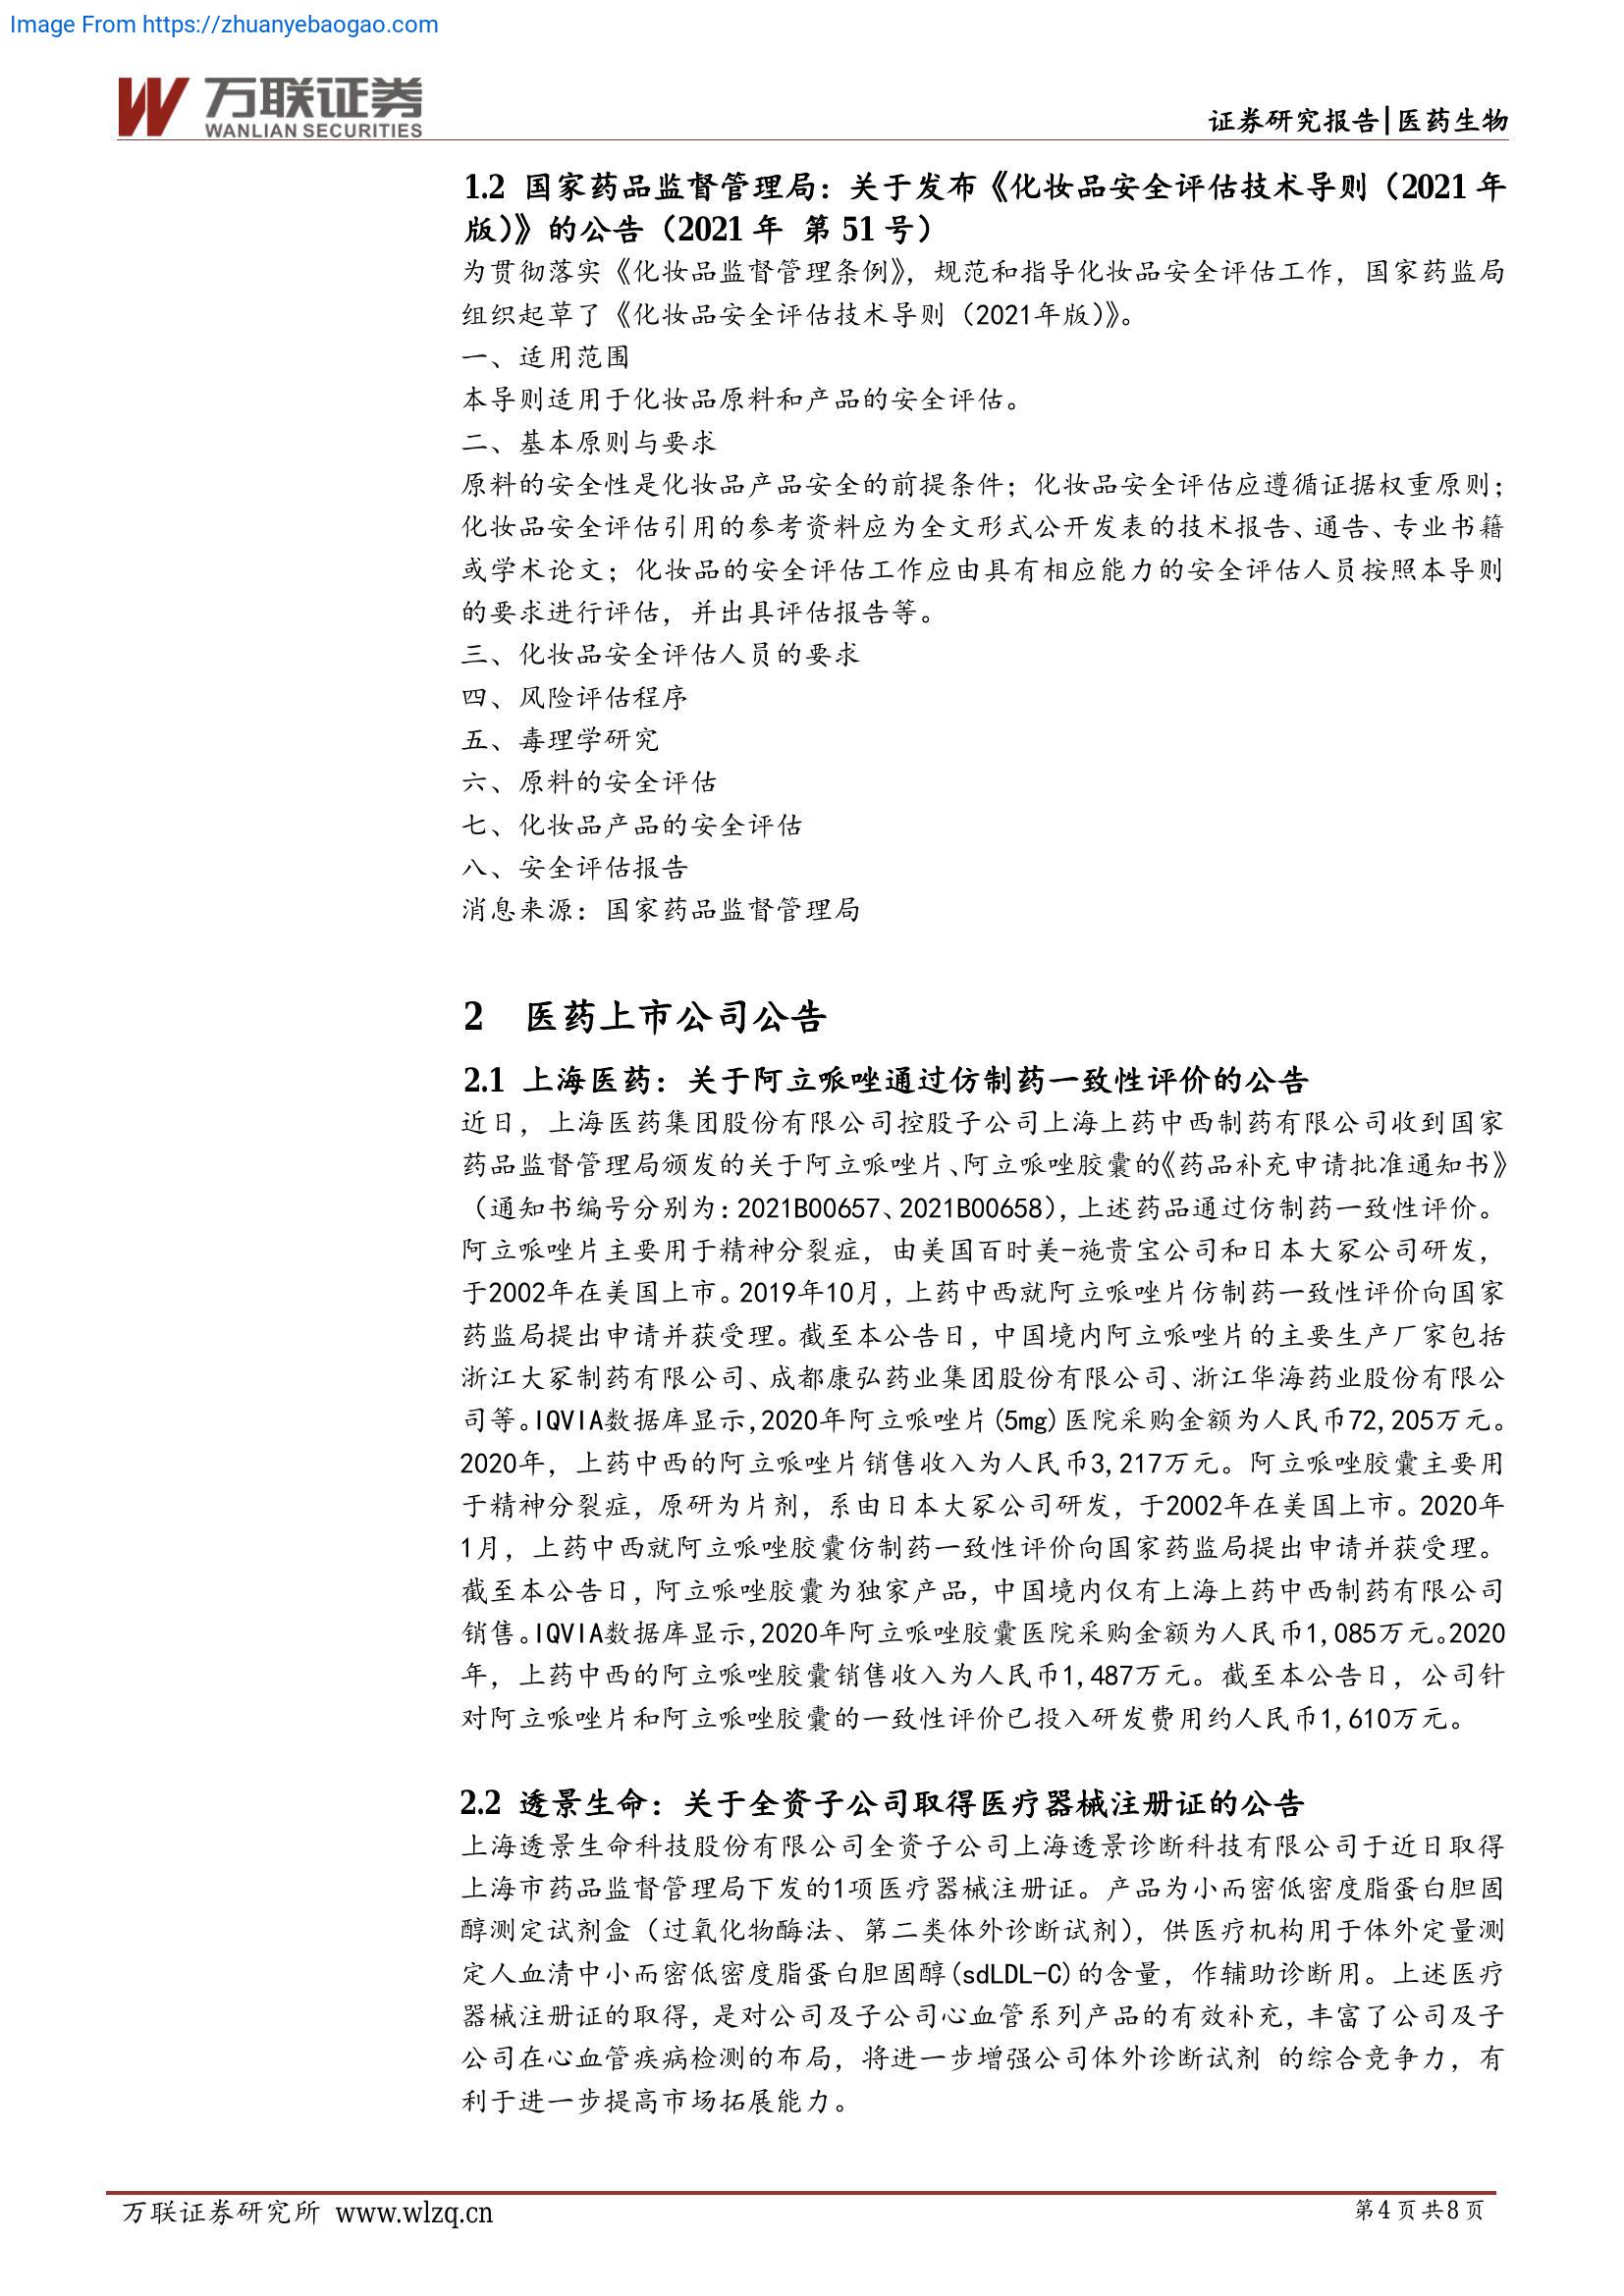 Image From https://zhuanyebaogao.com
万联证券
WANLIAN SECURITIES
证券研究报告|医药生物
1.2 国家药品监督管理局：关于发布《化妆品安全评估技术导则（2021 年
版）》的公告（2021 年 第 51 号）
为贯彻落实《化妆品监督管理条例》，规范和指导化妆品安全评估工作，国家药监局
组织起草了《化妆品安全评估技术导则（2021年版）》。
一、适用范围
本导则适用于化妆品原料和产品的安全评估。
二、基本原则与要求
原料的安全性是化妆品产品安全的前提条件；化妆品安全评估应遵循证据权重原则；
化妆品安全评估引用的参考资料应为全文形式公开发表的技术报告、通告、专业书籍
或学术论文；化妆品的安全评估工作应由具有相应能力的安全评估人员按照本导则
的要求进行评估，并出具评估报告等。
三、化妆品安全评估人员的要求
四、风险评估程序
五、毒理学研究
六、原料的安全评估
七、化妆品产品的安全评估
八、安全评估报告
消息来源：国家药品监督管理局
2 医药上市公司公告
2.1 上海医药：关于阿立哌唑通过仿制药一致性评价的公告
近日，上海医药集团股份有限公司控股子公司上海上药中西制药有限公司收到国家
药品监督管理局颁发的关于阿立哌唑片、阿立哌唑胶囊的《药品补充申请批准通知书》
（通知书编号分别为：2021B00657、2021B00658），上述药品通过仿制药一致性评价。
阿立哌唑片主要用于精神分裂症，由美国百时美-施贵宝公司和日本大冢公司研发，
于2002年在美国上市。2019年10月，上药中西就阿立哌唑片仿制药一致性评价向国家
药监局提出申请并获受理。截至本公告日，中国境内阿立哌唑片的主要生产厂家包括
浙江大冢制药有限公司、成都康弘药业集团股份有限公司、浙江华海药业股份有限公
司等。IQVIA数据库显示,2020年阿立哌唑片(5mg)医院采购金额为人民币72,205万元。
2020年，上药中西的阿立哌唑片销售收入为人民币3,217万元。阿立哌唑胶囊主要用
于精神分裂症，原研为片剂，系由日本大冢公司研发，于2002年在美国上市。2020年
1月，上药中西就阿立哌唑胶囊仿制药一致性评价向国家药监局提出申请并获受理。
截至本公告日，阿立哌唑胶囊为独家产品，中国境内仅有上海上药中西制药有限公司
销售。IQVIA数据库显示,2020年阿立哌唑胶囊医院采购金额为人民币1,085万元。2020
年，上药中西的阿立哌唑胶囊销售收入为人民币1,487万元。截至本公告日，公司针
对阿立哌唑片和阿立哌唑胶囊的一致性评价已投入研发费用约人民币1,610万元。
2.2 透景生命：关于全资子公司取得医疗器械注册证的公告
上海透景生命科技股份有限公司全资子公司上海透景诊断科技有限公司于近日取得
上海市药品监督管理局下发的1项医疗器械注册证。产品为小而密低密度脂蛋白胆固
醇测定试剂盒（过氧化物酶法、第二类体外诊断试剂），供医疗机构用于体外定量测
定人血清中小而密低密度脂蛋白胆固醇(sdLDL-C)的含量，作辅助诊断用。上述医疗
器械注册证的取得，是对公司及子公司心血管系列产品的有效补充，丰富了公司及子
公司在心血管疾病检测的布局，将进一步增强公司体外诊断试剂 的综合竞争力，有
利于进一步提高市场拓展能力。
万联证券研究所 www.wlzq.cn
第4页共8页